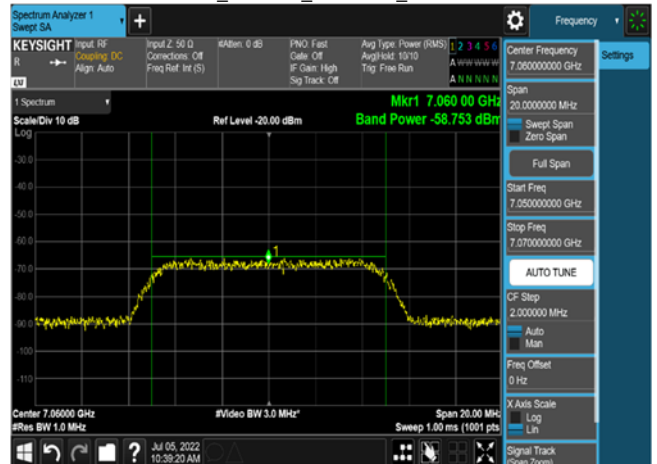 Spectrum Analyzer 1
Swept SA
+
Frequency
KEYSIGHT
R
LXI
Input: RF
Coupling: DC
Align: Auto
Input Z: 50 Ω
Corrections: Off
Freq Ref: Int (S)
#Atten: 0 dB
PNO: Fast
Gate: Off
IF Gain: High
Sig Track: Off
Avg Type: Power (RMS)
Avg|Hold: 10/10
Trig: Free Run
1 2 3 4 5 6
A W W W W W
A N N N N N
1 Spectrum
Scale/Div 10 dB
Log
Ref Level -20.00 dBm
Mkr1 7.060 00 GHz
Band Power -58.753 dBm
-30.0
-40.0
-50.0
-60.0
-70.0
-80.0
-90.0
-100
-110
1
Center 7.06000 GHz
#Res BW 1.0 MHz
#Video BW 3.0 MHz*
Span 20.00 MHz
Sweep 1.00 ms (1001 pts
?
Jul 05, 2022
10:39:20 AM
Center Frequency
7.060000000 GHz
Settings
Span
20.0000000 MHz
Swept Span
Zero Span
Full Span
Start Freq
7.050000000 GHz
Stop Freq
7.070000000 GHz
AUTO TUNE
CF Step
2.000000 MHz
Auto
Man
Freq Offset
0 Hz
X Axis Scale
Log
Lin
Signal Track
(Span Zoom)